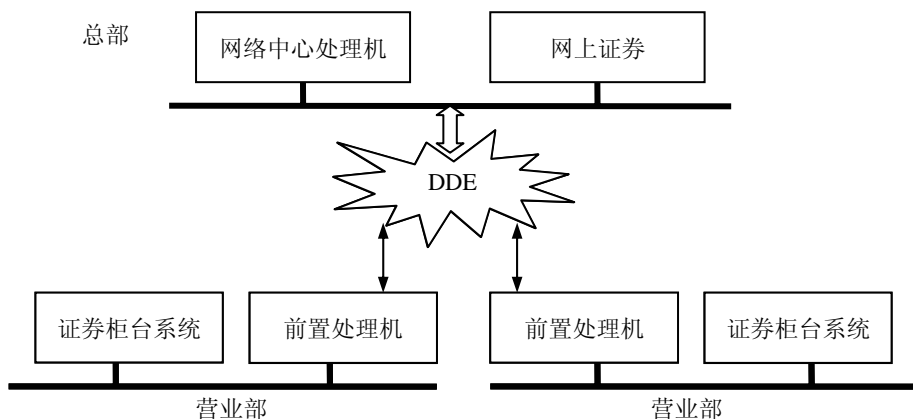 总部
网络中心处理机
网上证券
DDE
证券柜台系统
前置处理机
前置处理机
证券柜台系统
营业部
营业部